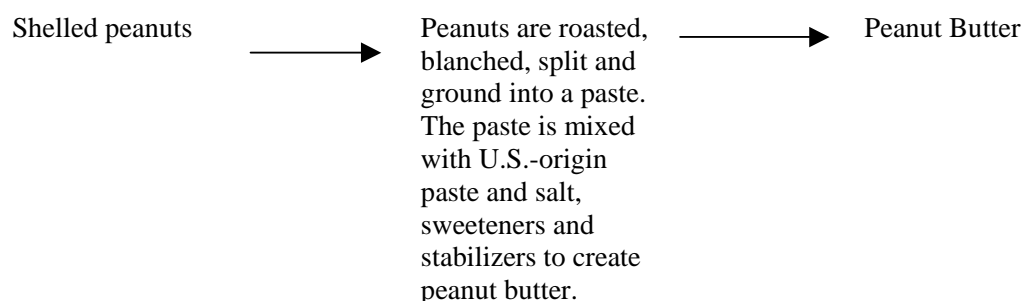 Shelled peanuts
Peanuts are roasted,
blanched, split and
ground into a paste.
The paste is mixed
with U.S.-origin
paste and salt,
sweeteners and
stabilizers to create
peanut butter.
Peanut Butter